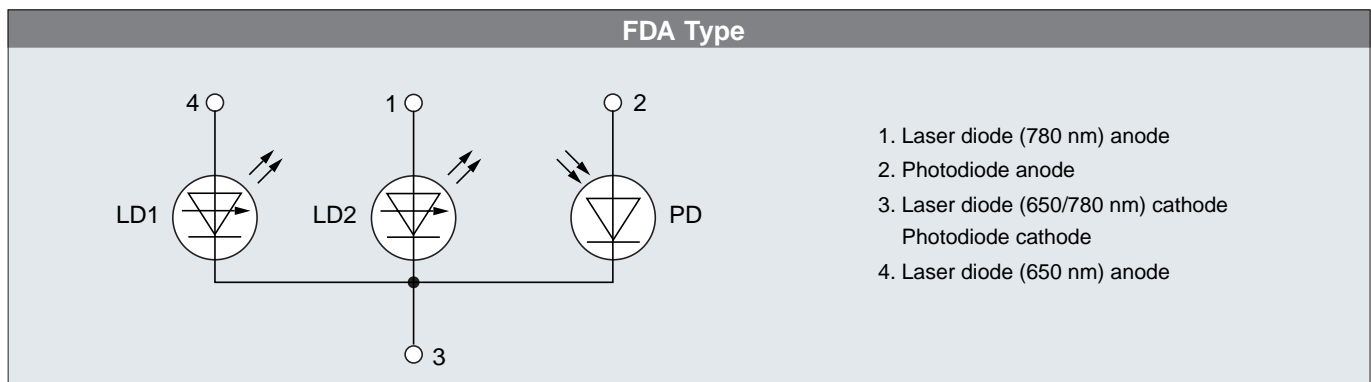 FDA Type
4
1
2
LD1
LD2
PD
3
1. Laser diode (780 nm) anode
2. Photodiode anode
3. Laser diode (650/780 nm) cathode
Photodiode cathode
4. Laser diode (650 nm) anode